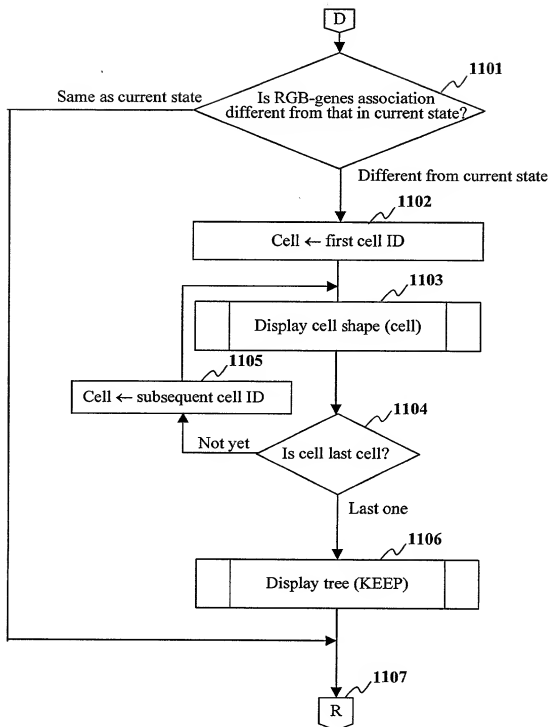 D
1101
Is RGB-genes association
different from that in current state?
Same as current state
Different from current state
1102
Cell ← first cell ID
1103
Display cell shape (cell)
1105
Cell ← subsequent cell ID
1104
Is cell last cell?
Not yet
Last one
1106
Display tree (KEEP)
1107
R